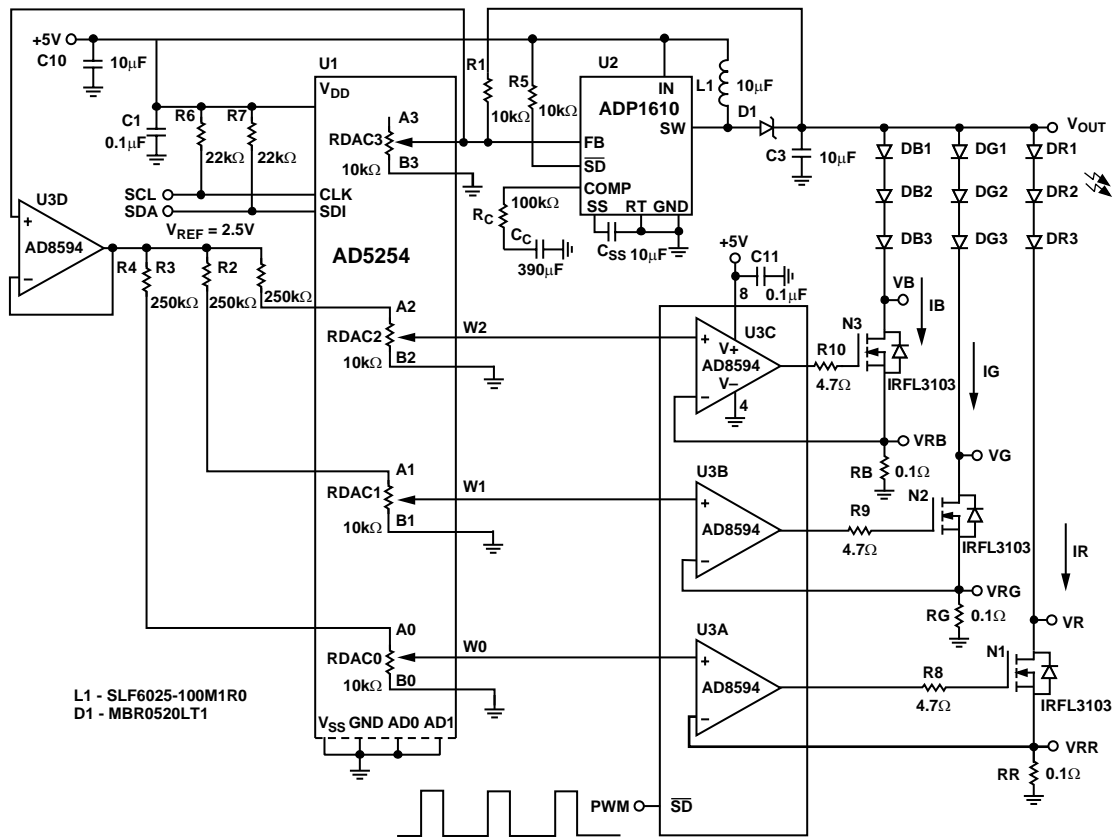 +5V
C10
10μF
C1
0.1μF
R6
22kΩ
R7
22kΩ
SCL
SDA
VREF = 2.5V
U3D
+
AD8594
−
R4
R3
R2
250kΩ
250kΩ
250kΩ
U1
VDD
A3
RDAC3
10kΩ
B3
CLK
SDI
AD5254
A2
RDAC2
10kΩ
B2
W2
A1
RDAC1
10kΩ
B1
W1
A0
RDAC0
10kΩ
B0
W0
VSS GND AD0 AD1
R1
10kΩ
R5
10kΩ
U2
IN
ADP1610
SW
FB
SD
COMP
SS RT GND
RC
100kΩ
CC
390μF
CSS 10μF
L1
10μF
D1
C3
10μF
VOUT
DB1
DG1
DR1
DB2
DG2
DR2
DB3
DG3
DR3
+5V
C11
0.1μF
8
U3C
+
V+
AD8594
V−
−
4
R10
4.7Ω
N3
IRFL3103
VB
IB
VRB
RB
0.1Ω
IG
VG
U3B
+
AD8594
−
R9
4.7Ω
N2
IRFL3103
VRG
RG
0.1Ω
IR
VR
U3A
+
AD8594
−
R8
4.7Ω
N1
IRFL3103
VRR
RR
0.1Ω
L1 - SLF6025-100M1R0
D1 - MBR0520LT1
PWM
SD